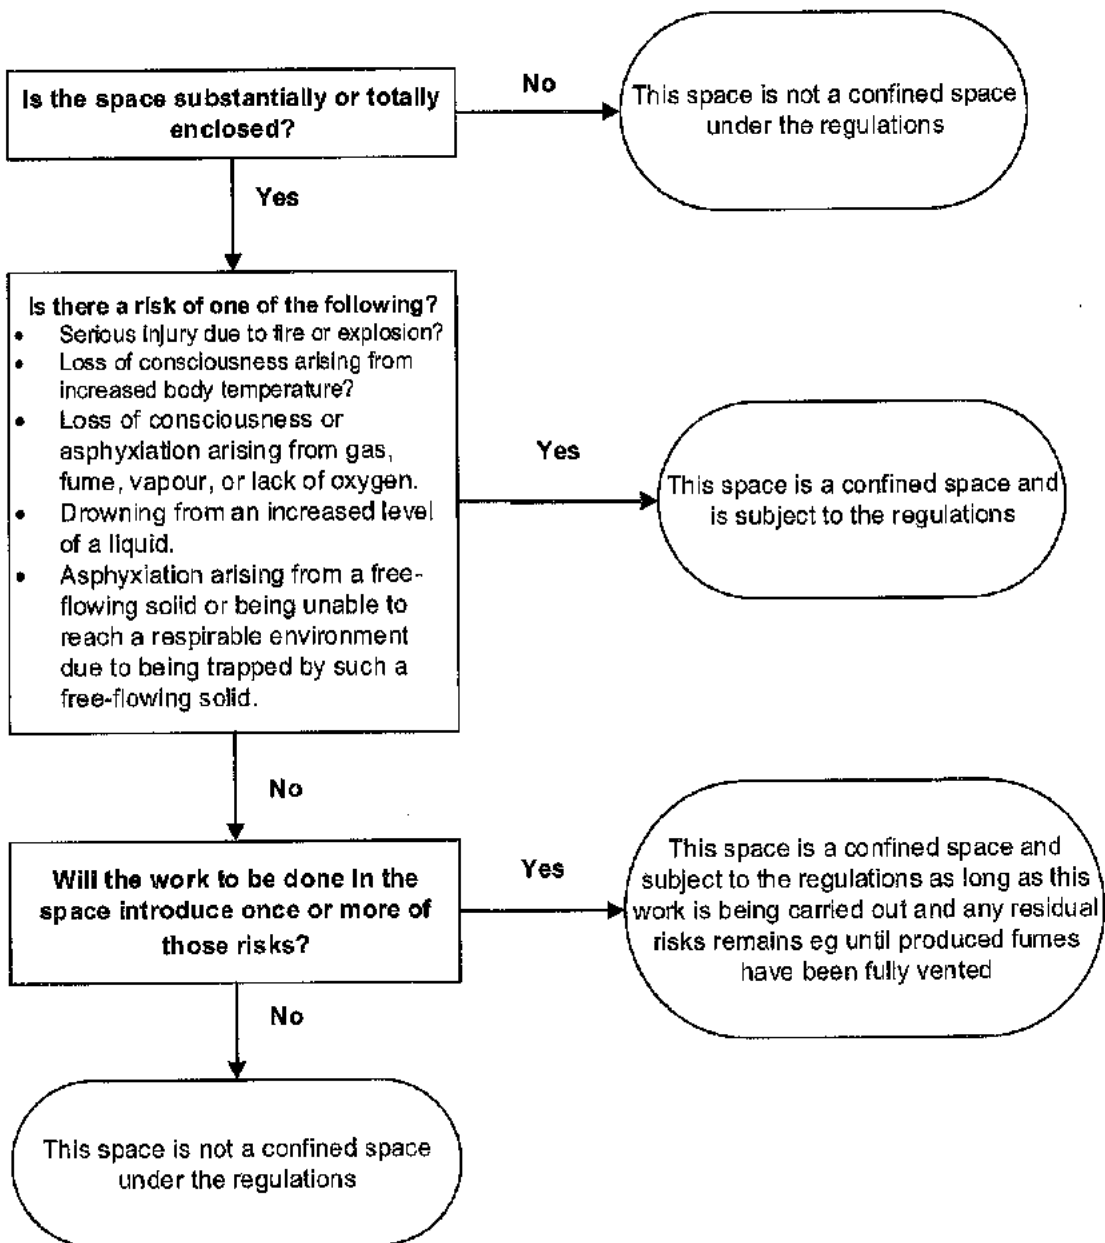 Is the space substantially or totally
enclosed?
No
This space is not a confined space
under the regulations
Yes
Is there a risk of one of the following?
• Serious injury due to fire or explosion?
• Loss of consciousness arising from
increased body temperature?
• Loss of consciousness or
asphyxiation arising from gas,
fume, vapour, or lack of oxygen.
• Drowning from an increased level
of a liquid.
• Asphyxiation arising from a free-
flowing solid or being unable to
reach a respirable environment
due to being trapped by such a
free-flowing solid.
Yes
This space is a confined space and
is subject to the regulations
No
Will the work to be done in the
space introduce once or more of
those risks?
Yes
This space is a confined space and
subject to the regulations as long as this
work is being carried out and any residual
risks remains eg until produced fumes
have been fully vented
No
This space is not a confined space
under the regulations